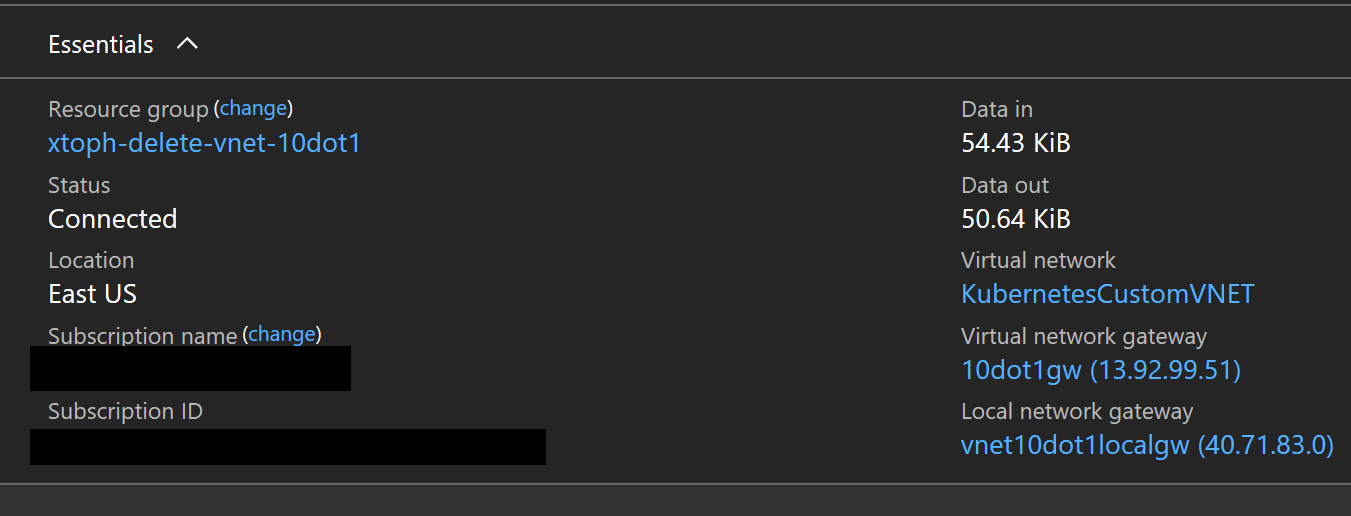 Essentials
Resource group (change)
xtoph-delete-vnet-10dot1
Status
Connected
Location
East US
Subscription name (change)
Subscription ID
Data in
54.43 KiB
Data out
50.64 KiB
Virtual network
KubernetesCustomVNET
Virtual network gateway
10dot1gw (13.92.99.51)
Local network gateway
vnet10dot1localgw (40.71.83.0)